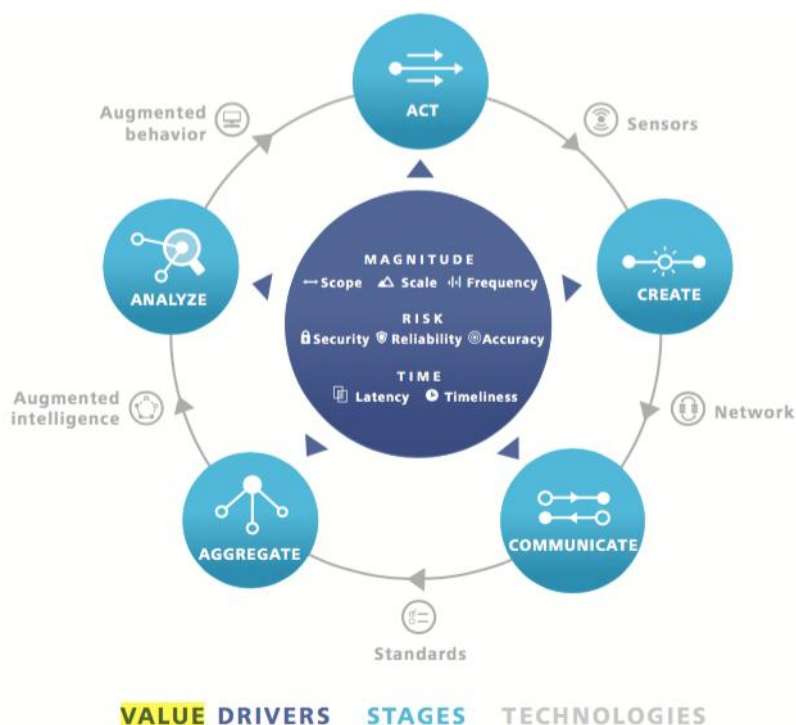 ACT
Augmented
behavior
Sensors
ANALYZE
CREATE
MAGNITUDE
Scope Scale Frequency
RISK
Security Reliability Accuracy
TIME
Latency Timeliness
Augmented
intelligence
Network
AGGREGATE
COMMUNICATE
Standards
VALUE DRIVERS STAGES TECHNOLOGIES